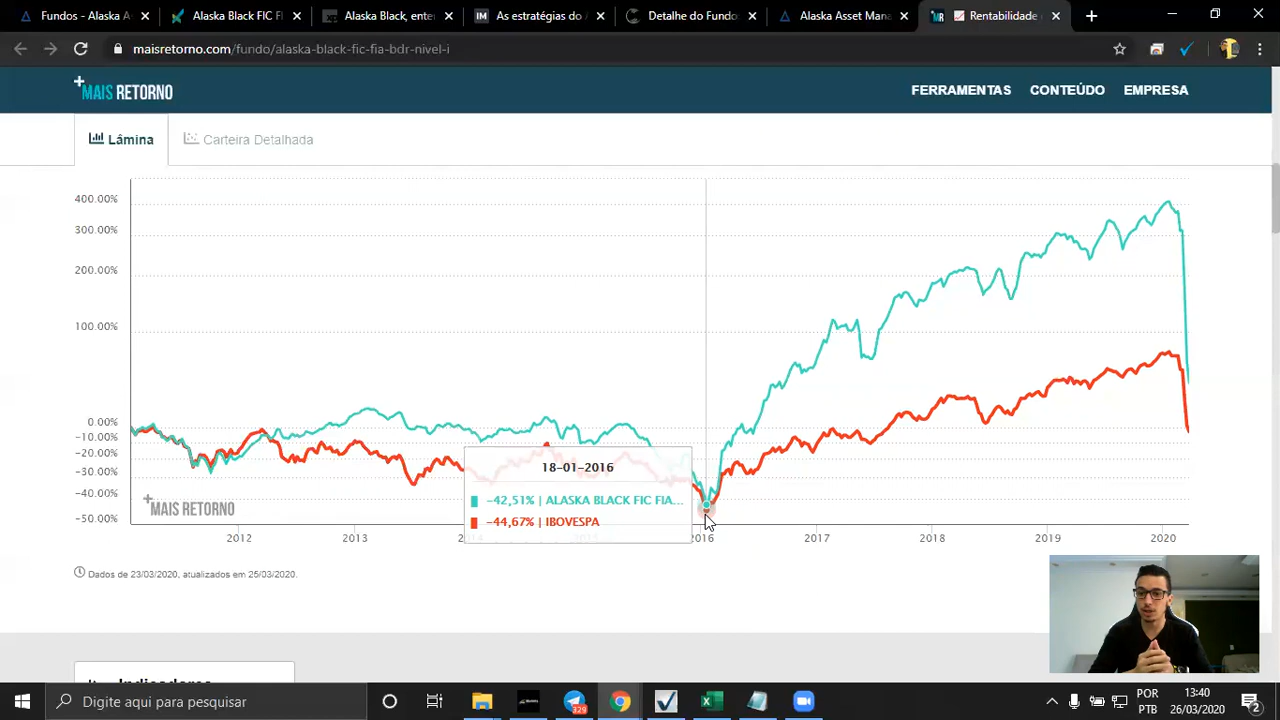 Fundos - Alaska A
Alaska Black FIC FI
Alaska Black, ente
As estratégias do
Detalhe do Fundo
Alaska Asset Mana
Rentabilidade
maisretorno.com/fundo/alaska-black-fic-fia-bdr-nivel-i
+MAIS RETORNO
FERRAMENTAS CONTEÚDO EMPRESA
Lâmina
Carteira Detalhada
400.00%
300.00%
200.00%
100.00%
0.00%
-10.00%
-20.00%
-30.00%
-40.00%
-50.00%
18-01-2016
-42,51% | ALASKA BLACK FIC FIA...
-44,67% | IBOVESPA
+MAIS RETORNO
2012 2013 2014 2015 2016 2017 2018 2019 2020
Dados de 23/03/2020, atualizados em 25/03/2020.
Indicadores
Digite aqui para pesquisar
329
POR
PTB
13:40
26/03/2020
2